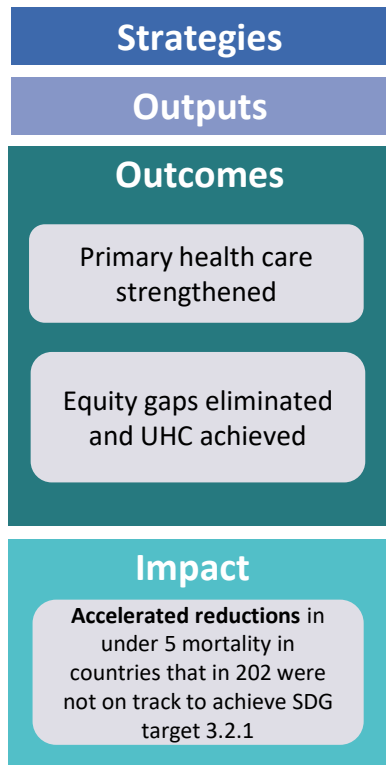 Strategies
Outputs
Outcomes
Primary health care
strengthened
Equity gaps eliminated
and UHC achieved
Impact
Accelerated reductions in
under 5 mortality in
countries that in 202 were
not on track to achieve SDG
target 3.2.1